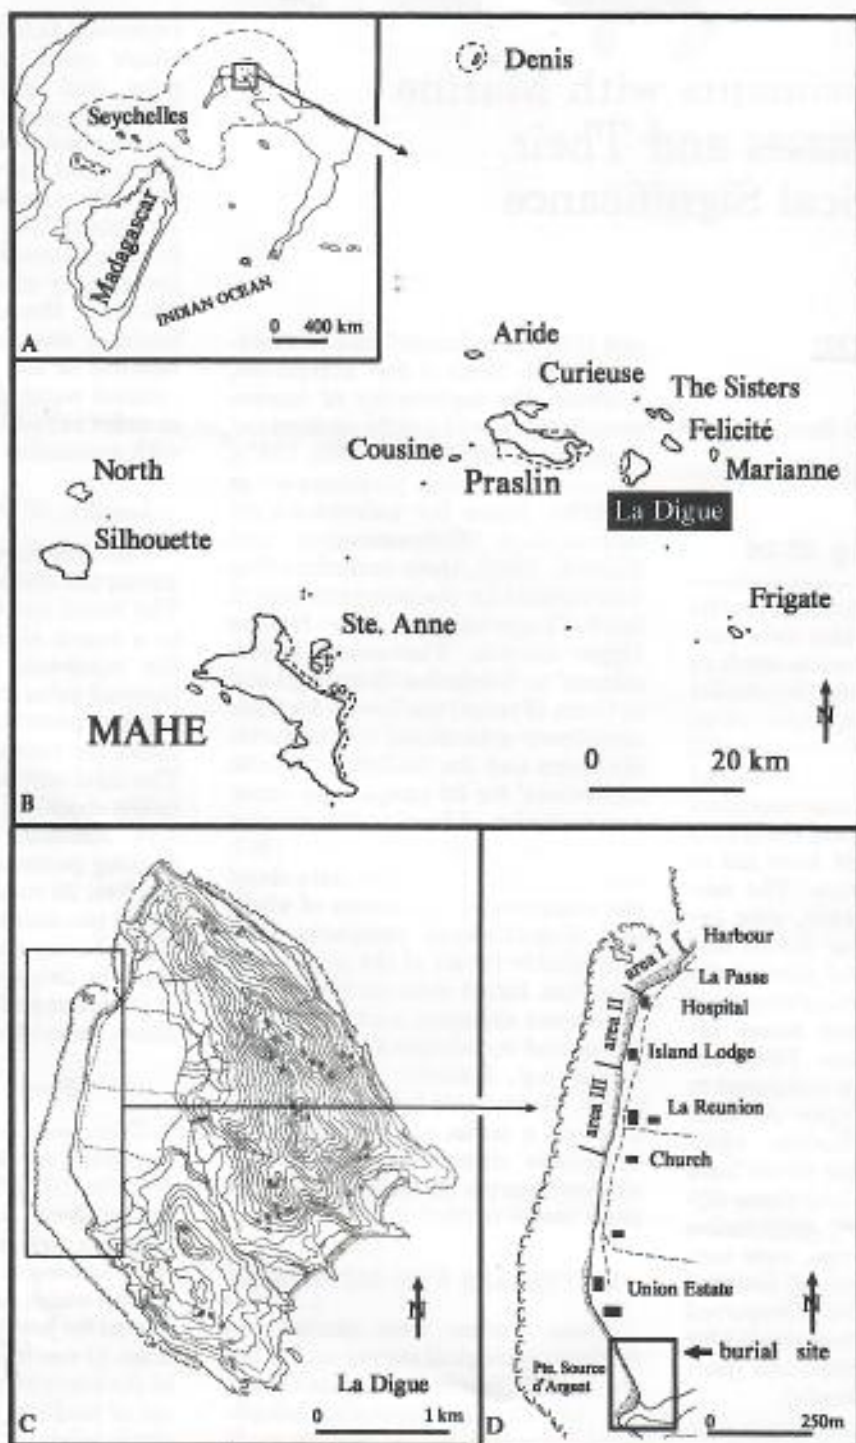 Denis
Seychelles
Madagascar
INDIAN OCEAN
0 400 km
A
Aride
Curieuse
The Sisters
Felicité
Cousine
Marianne
Praslin
La Digue
North
Silhouette
Frigate
Ste. Anne
MAHE
N
0 20 km
B
N
La Digue
0 1 km
C
Harbour
area I
La Passe
Hospital
area II
Island Lodge
area III
La Reunion
Church
Union Estate
N
burial site
Pte. Source
d'Argent
D
0 250m